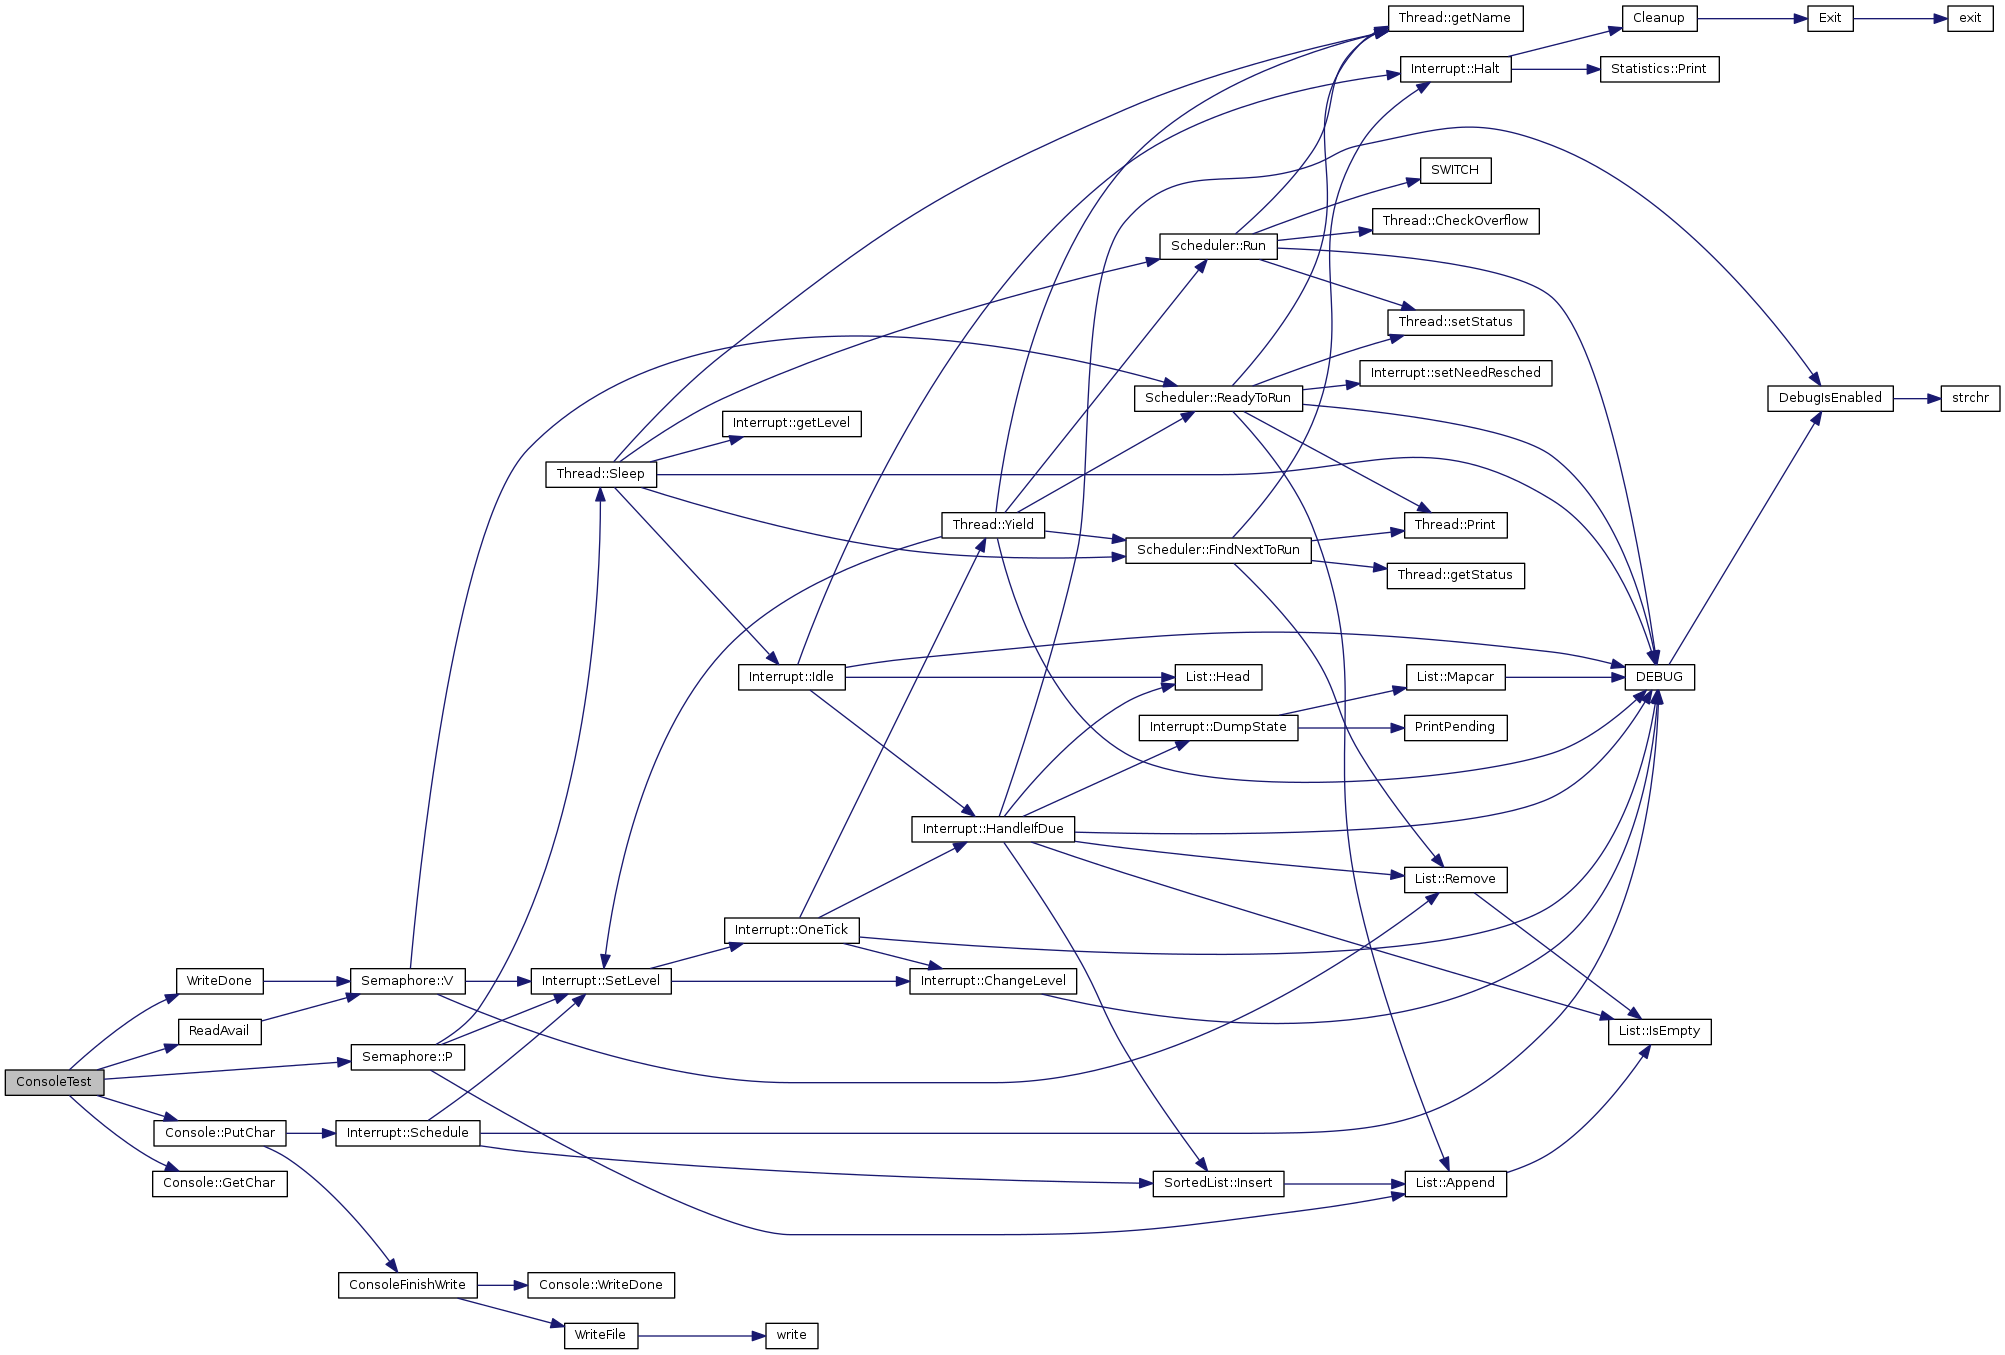 Thread::getName
Cleanup
Exit
exit
Interrupt::Halt
Statistics::Print
SWITCH
Thread::CheckOverflow
Scheduler::Run
Thread::setStatus
Interrupt::setNeedResched
Scheduler::ReadyToRun
DebugIsEnabled
strchr
Interrupt::getLevel
Thread::Sleep
Thread::Yield
Thread::Print
Scheduler::FindNextToRun
Thread::getStatus
Interrupt::Idle
List::Head
List::Mapcar
DEBUG
Interrupt::DumpState
PrintPending
Interrupt::HandleIfDue
List::Remove
Interrupt::OneTick
WriteDone
Semaphore::V
Interrupt::SetLevel
Interrupt::ChangeLevel
ReadAvail
List::IsEmpty
Semaphore::P
ConsoleTest
Console::PutChar
Interrupt::Schedule
Console::GetChar
SortedList::Insert
List::Append
ConsoleFinishWrite
Console::WriteDone
WriteFile
write